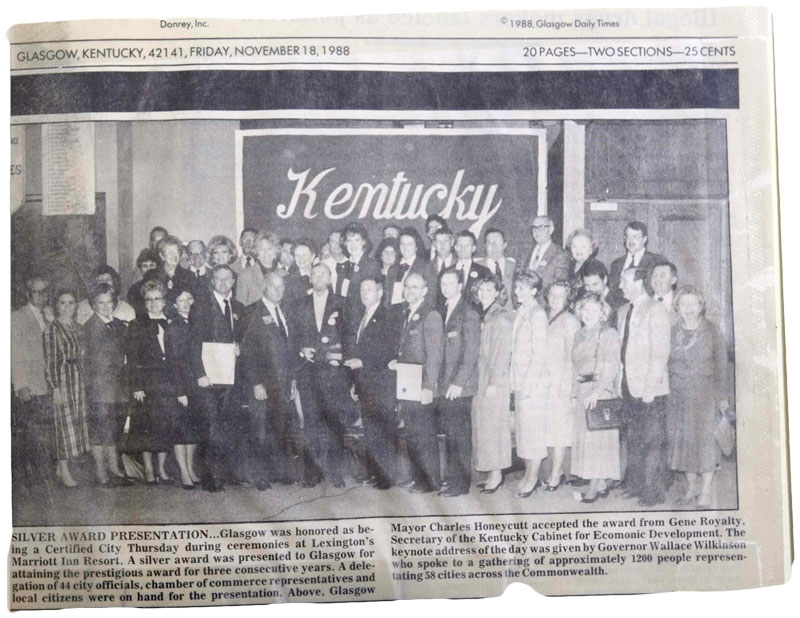 Donrey, Inc.
© 1988, Glasgow Daily Times
GLASGOW, KENTUCKY, 42141, FRIDAY, NOVEMBER 18, 1988
20 PAGES—TWO SECTIONS—25 CENTS
Kentucky
SILVER AWARD PRESENTATION...Glasgow was honored as be-
ing a Certified City Thursday during ceremonies at Lexington's
Marriott Inn Resort. A silver award was presented to Glasgow for
attaining the prestigious award for three consecutive years. A dele-
gation of 44 city officials, chamber of commerce representatives and
local citizens were on hand for the presentation. Above, Glasgow
Mayor Charles Honeycutt accepted the award from Gene Royalty,
Secretary of the Kentucky Cabinet for Ecomonic Development. The
keynote address of the day was given by Governor Wallace Wilkinson
who spoke to a gathering of approximately 1200 people represen-
tating 58 cities across the Commonwealth.